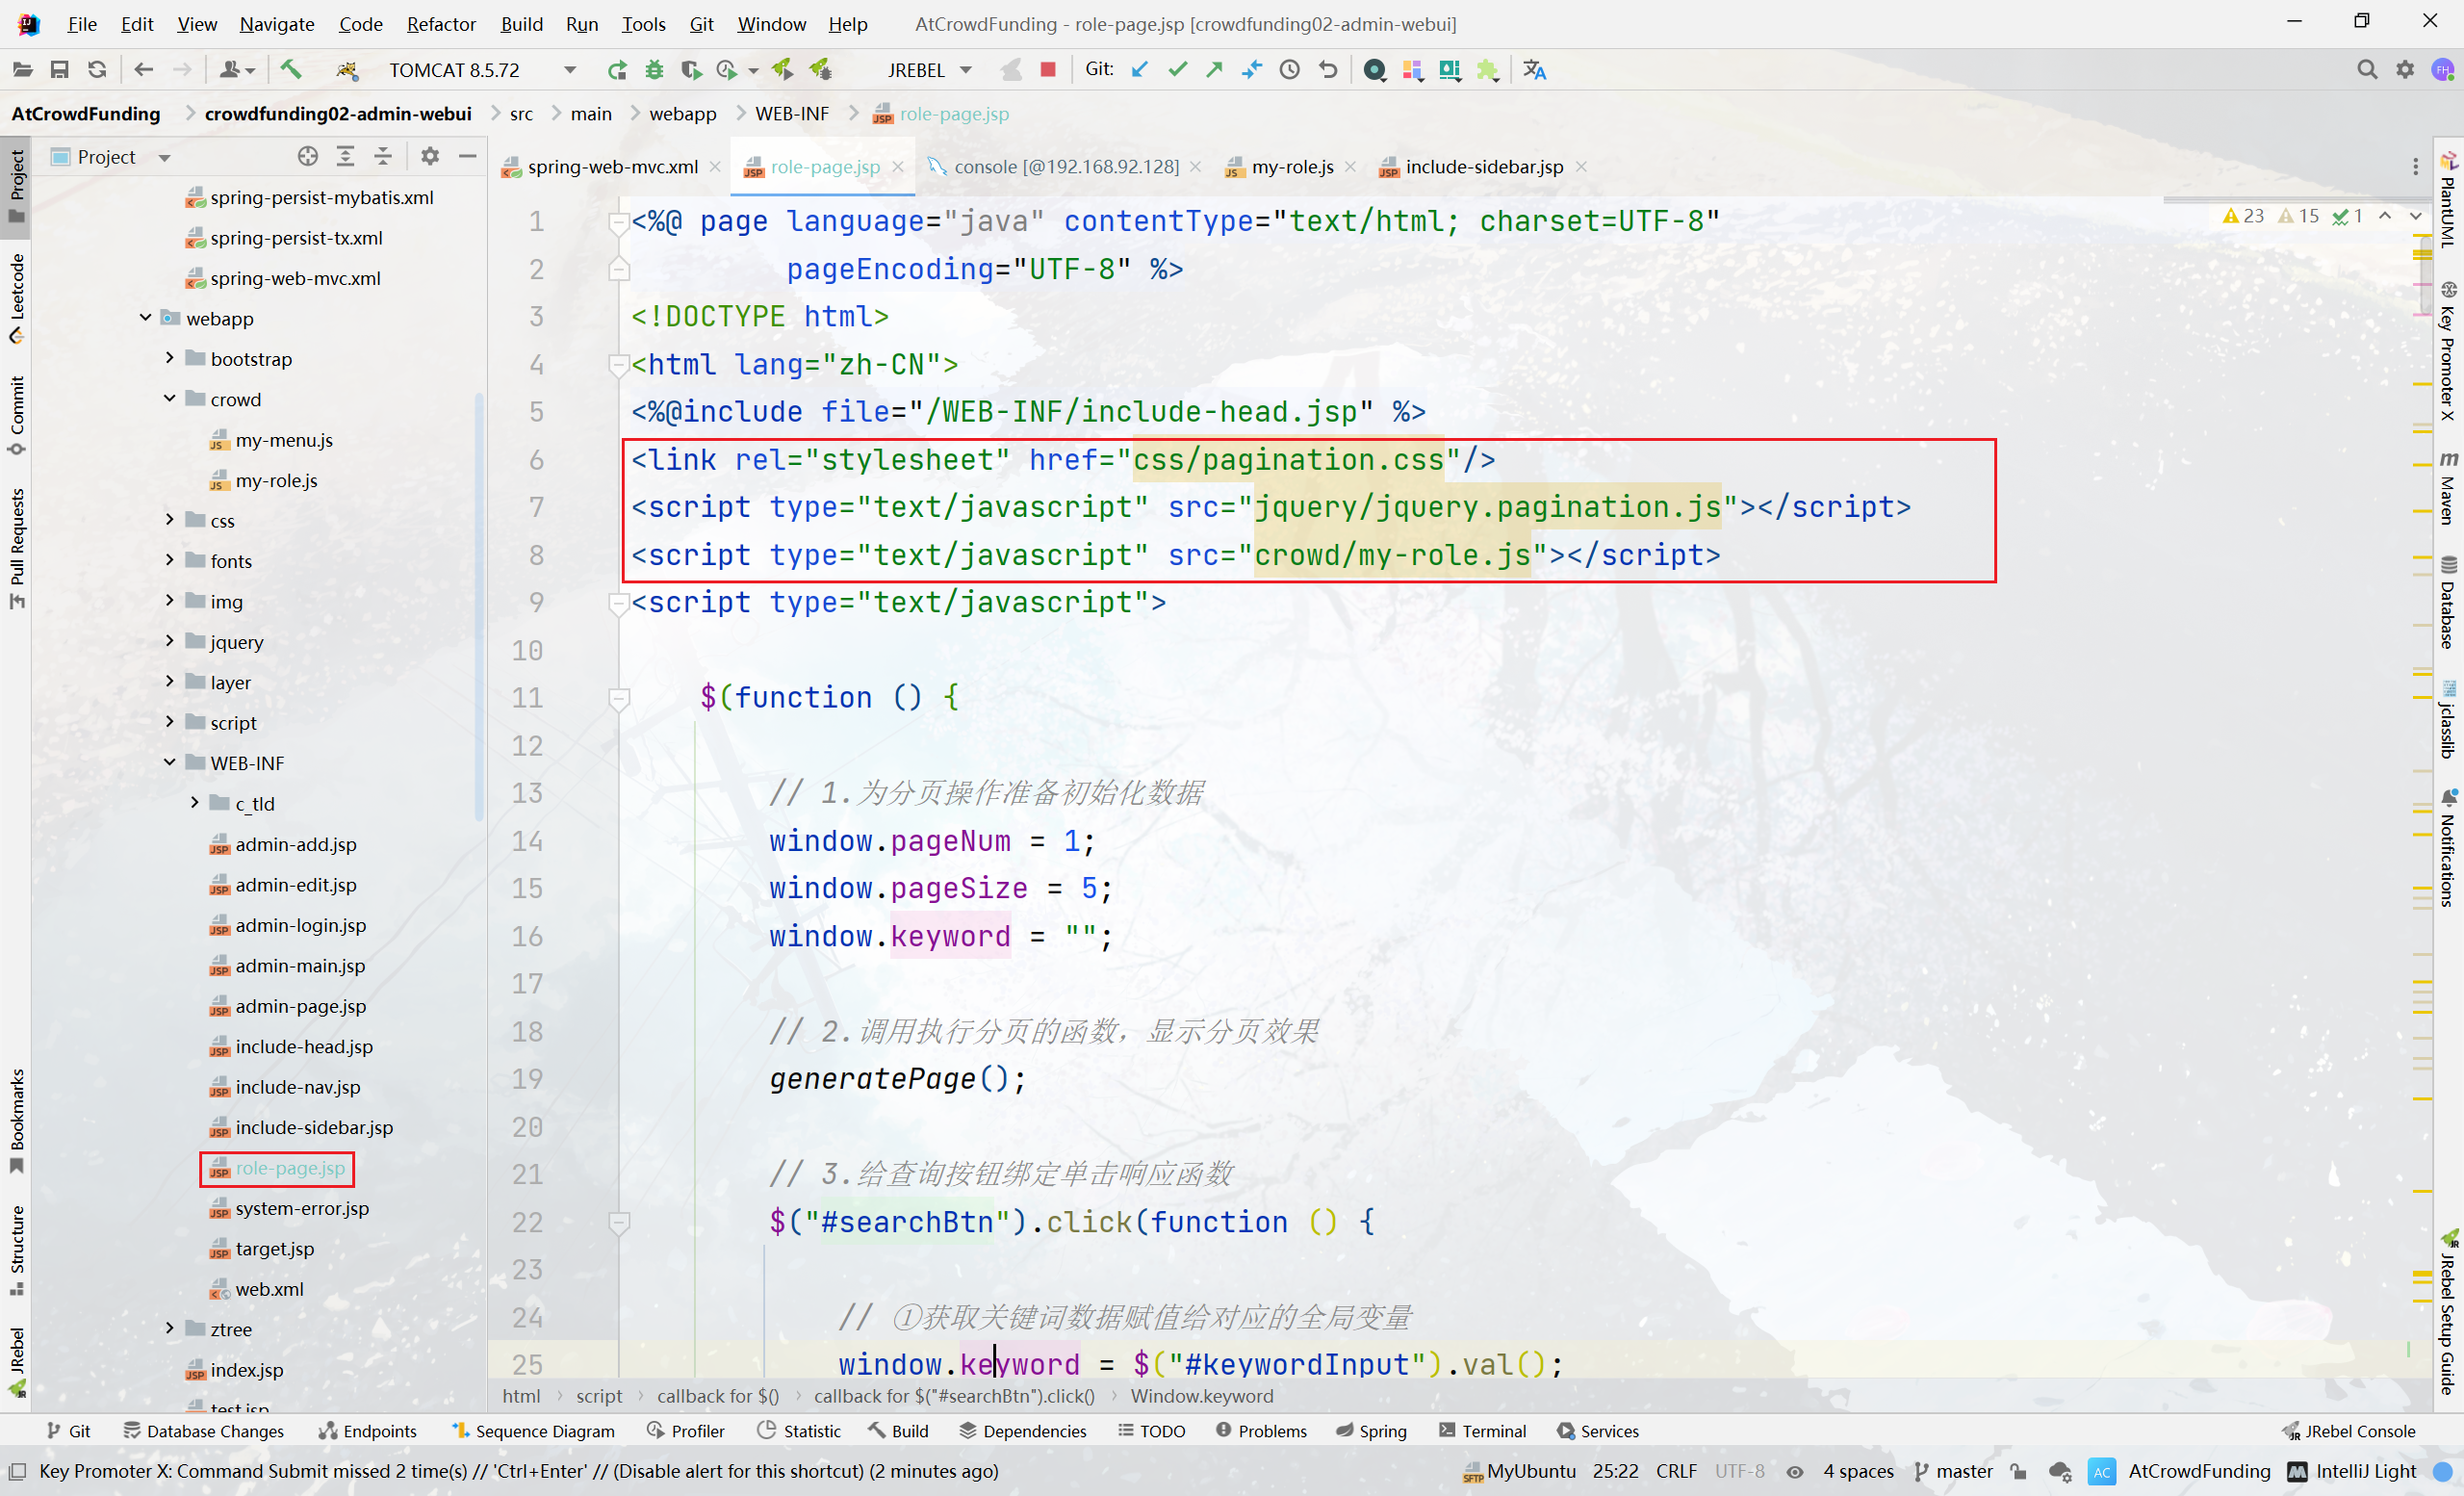 File Edit View Navigate Code Refactor Build Run Tools Git Window Help AtCrowdFunding - role-page.jsp [crowdfunding02-admin-webui]
TOMCAT 8.5.72 JREBEL Git: FH
AtCrowdFunding crowdfunding02-admin-webui src main webapp WEB-INF role-page.jsp
Project
spring-web-mvc.xml role-page.jsp console [@192.168.92.128] my-role.js include-sidebar.jsp
23 15 1
Project
Leetcode
Commit
Pull Requests
Bookmarks
Structure
JRebel
spring-persist-mybatis.xml
spring-persist-tx.xml
spring-web-mvc.xml
webapp
bootstrap
crowd
my-menu.js
my-role.js
css
fonts
img
jquery
layer
script
WEB-INF
c_tld
admin-add.jsp
admin-edit.jsp
admin-login.jsp
admin-main.jsp
admin-page.jsp
include-head.jsp
include-nav.jsp
include-sidebar.jsp
role-page.jsp
system-error.jsp
target.jsp
web.xml
ztree
index.jsp
test.jsp
1 <%@ page language="java" contentType="text/html; charset=UTF-8"
2 pageEncoding="UTF-8" %>
3 <!DOCTYPE html>
4 <html lang="zh-CN">
5 <%@include file="/WEB-INF/include-head.jsp" %>
6 <link rel="stylesheet" href="css/pagination.css"/>
7 <script type="text/javascript" src="jquery/jquery.pagination.js"></script>
8 <script type="text/javascript" src="crowd/my-role.js"></script>
9 <script type="text/javascript">
10
11 $(function () {
12
13 // 1.为分页操作准备初始化数据
14 window.pageNum = 1;
15 window.pageSize = 5;
16 window.keyword = "";
17
18 // 2.调用执行分页的函数，显示分页效果
19 generatePage();
20
21 // 3.给查询按钮绑定单击响应函数
22 $("#searchBtn").click(function () {
23
24 // ①获取关键词数据赋值给对应的全局变量
25 window.keyword = $("#keywordInput").val();
html script callback for $() callback for $("#searchBtn").click() Window.keyword
PlantUML
Key Promoter X
Maven
Database
jclasslib
Notifications
JRebel Setup Guide
Git Database Changes Endpoints Sequence Diagram Profiler Statistic Build Dependencies TODO Problems Spring Terminal Services JRebel Console
Key Promoter X: Command Submit missed 2 time(s) // 'Ctrl+Enter' // (Disable alert for this shortcut) (2 minutes ago) MyUbuntu 25:22 CRLF UTF-8 4 spaces master AC AtCrowdFunding IntelliJ Light